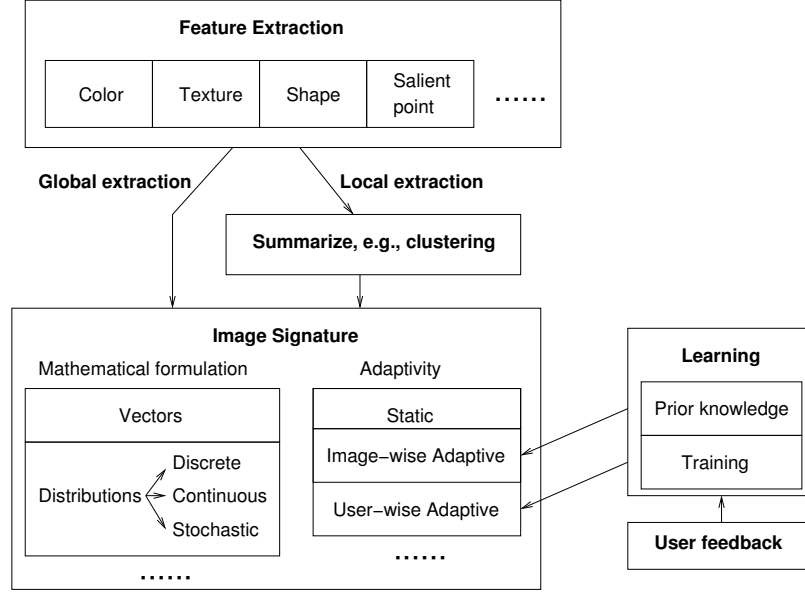 Feature Extraction
Color
Texture
Shape
Salient
point
......
Global extraction
Local extraction
Summarize, e.g., clustering
Image Signature
Mathematical formulation
Adaptivity
Vectors
Distributions
Discrete
Continuous
Stochastic
......
Static
Image-wise Adaptive
User-wise Adaptive
......
Learning
Prior knowledge
Training
User feedback